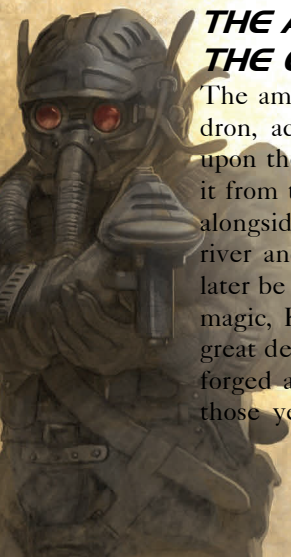 THE A
THE C
The am
dron, ac
upon th
it from t
alongsid
river an
later be
magic, H
great de
forged a
those ye